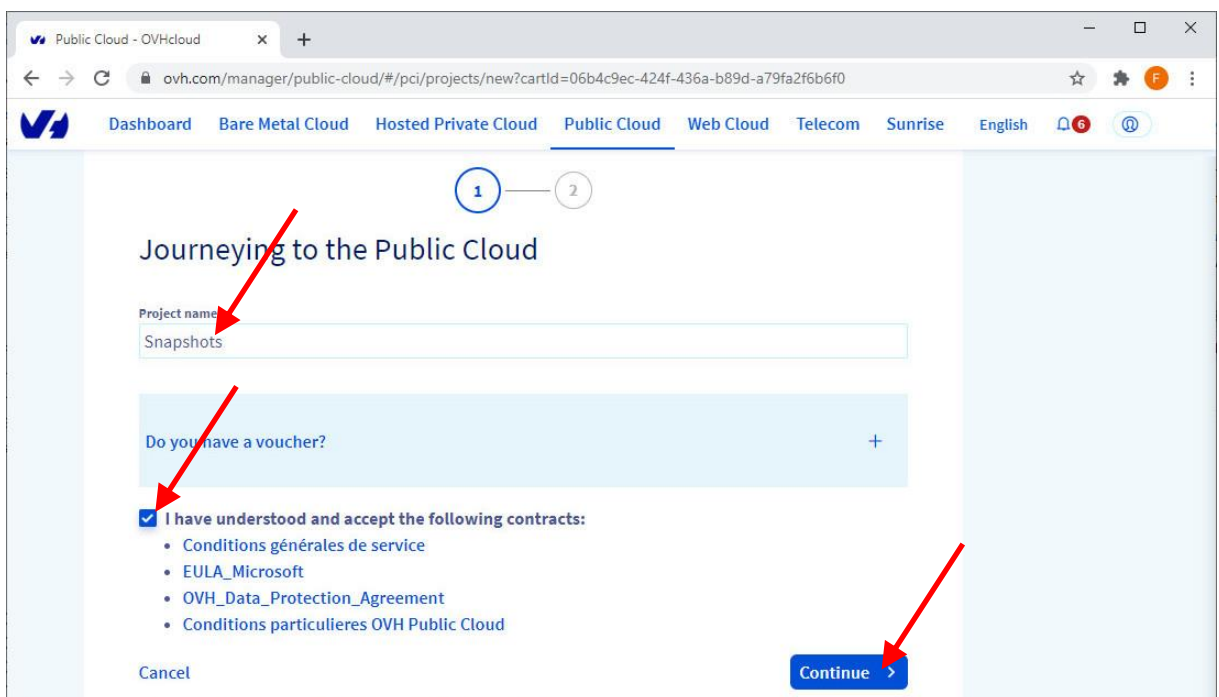 Public Cloud - OVHcloud
ovh.com/manager/public-cloud/#/pci/projects/new?cartId=06b4c9ec-424f-436a-b89d-a79fa2f6b6f0
F
Dashboard Bare Metal Cloud Hosted Private Cloud Public Cloud Web Cloud Telecom Sunrise English 6
1 2
Journeying to the Public Cloud
Project name
Snapshots
Do you have a voucher? +
I have understood and accept the following contracts:
• Conditions générales de service
• EULA_Microsoft
• OVH_Data_Protection_Agreement
• Conditions particulieres OVH Public Cloud
Cancel Continue